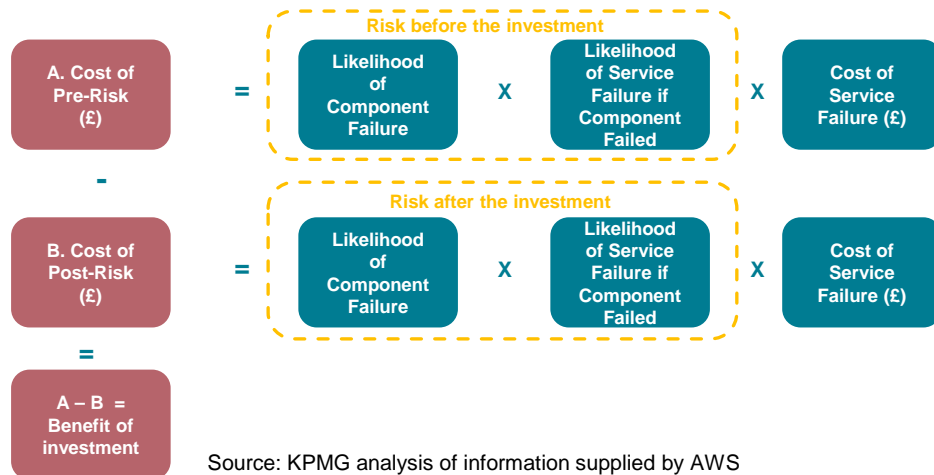 Risk before the investment
A. Cost of
Pre-Risk
(£)
=
Likelihood
of
Component
Failure
X
Likelihood
of Service
Failure if
Component
Failed
X
Cost of
Service
Failure (£)
-
Risk after the investment
B. Cost of
Post-Risk
(£)
=
Likelihood
of
Component
Failure
X
Likelihood
of Service
Failure if
Component
Failed
X
Cost of
Service
Failure (£)
=
A – B =
Benefit of
investment
Source: KPMG analysis of information supplied by AWS